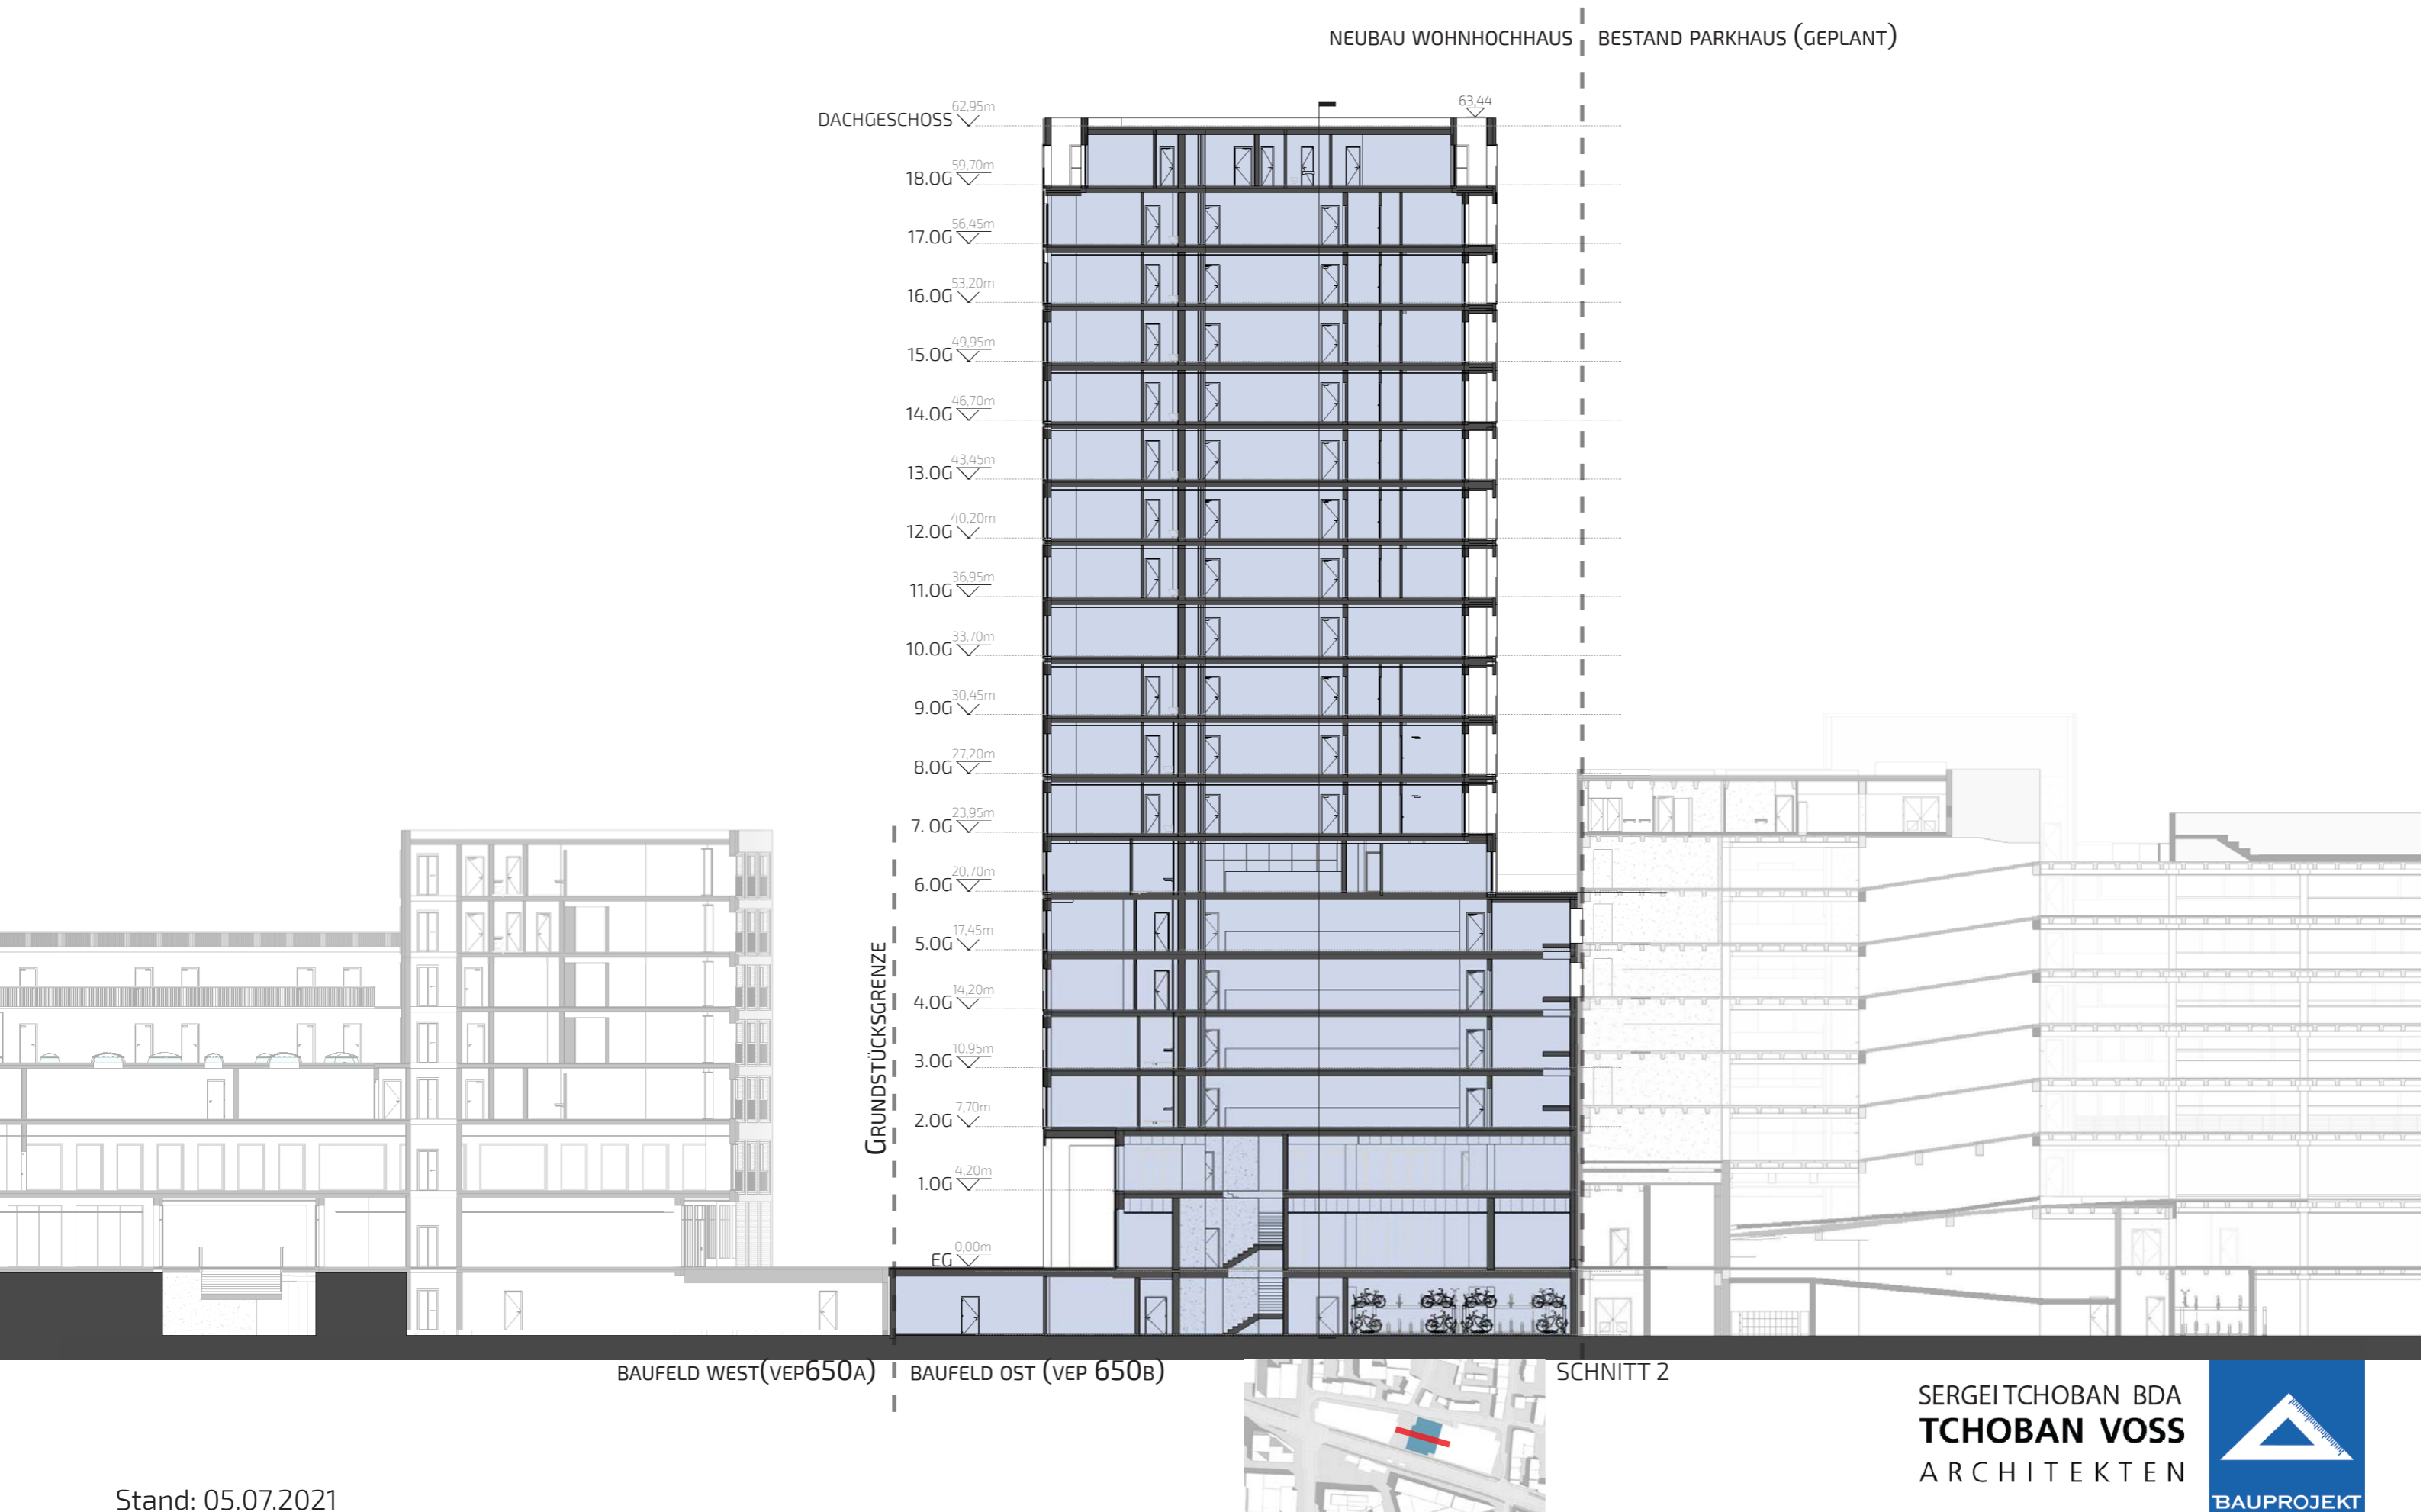 NEUBAU WOHNHOCHHAUS
BESTAND PARKHAUS (GEPLANT)
63,44
DACHGESCHOSS 62,95m
18.OG 59,70m
17.OG 56,45m
16.OG 53,20m
15.OG 49,95m
14.OG 46,70m
13.OG 43,45m
12.OG 40,20m
11.OG 36,95m
10.OG 33,70m
9.OG 30,45m
8.OG 27,20m
7. OG 23,95m
6.OG 20,70m
5.OG 17,45m
4.OG 14,20m
3.OG 10,95m
2.OG 7,70m
1.OG 4,20m
EG 0,00m
GRUNDSTÜCKSGRENZE
BAUFELD WEST(VEP650A)
BAUFELD OST (VEP 650B)
SCHNITT 2
SERGEI TCHOBAN BDA
TCHOBAN VOSS
ARCHITEKTEN
BAUPROJEKT
Stand: 05.07.2021